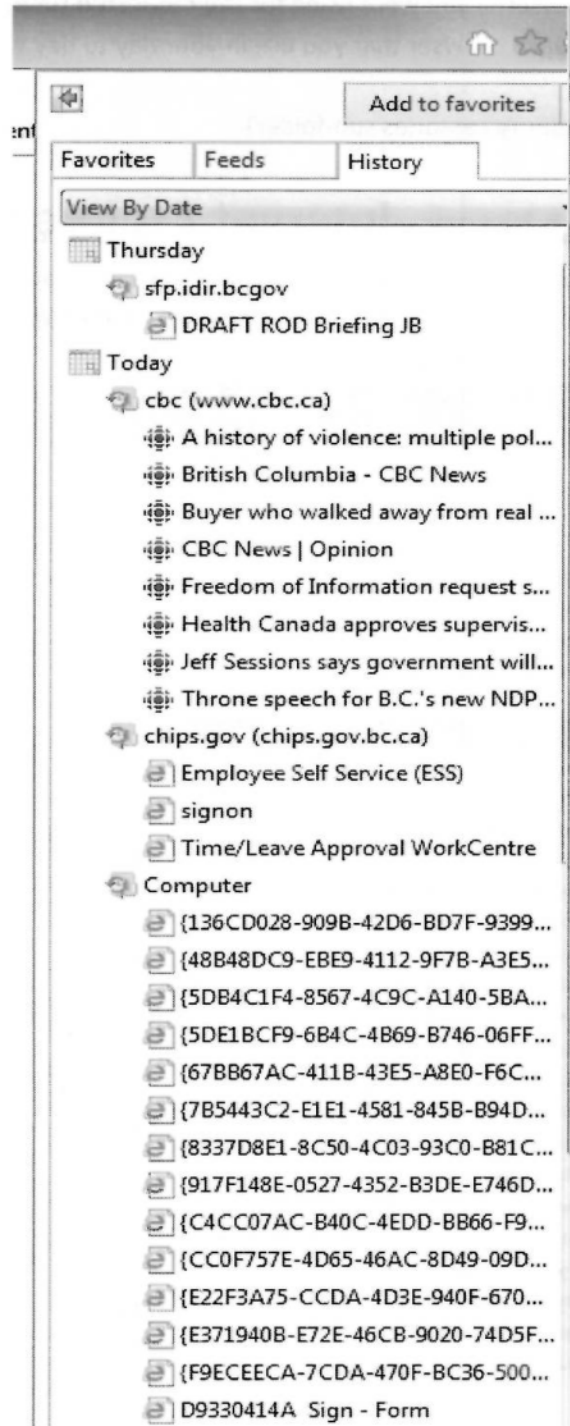 Add to favorites
Favorites Feeds History
View By Date
Thursday
sfp.idir.bcgov
DRAFT ROD Briefing JB
Today
cbc (www.cbc.ca)
A history of violence: multiple pol...
British Columbia - CBC News
Buyer who walked away from real ...
CBC News | Opinion
Freedom of Information request s...
Health Canada approves supervis...
Jeff Sessions says government will...
Throne speech for B.C.'s new NDP...
chips.gov (chips.gov.bc.ca)
Employee Self Service (ESS)
signon
Time/Leave Approval WorkCentre
Computer
{136CD028-909B-42D6-BD7F-9399...
{48B48DC9-EBE9-4112-9F7B-A3E5...
{5DB4C1F4-8567-4C9C-A140-5BA...
{5DE1BCF9-6B4C-4B69-B746-06FF...
{67BB67AC-411B-43E5-A8E0-F6C...
{7B5443C2-E1E1-4581-845B-B94D...
{8337D8E1-8C50-4C03-93C0-B81C...
{917F148E-0527-4352-B3DE-E746D...
{C4CC07AC-B40C-4EDD-BB66-F9...
{CC0F757E-4D65-46AC-8D49-09D...
{E22F3A75-CCDA-4D3E-940F-670...
{E371940B-E72E-46CB-9020-74D5F...
{F9ECEECA-7CDA-470F-BC36-500...
D9330414A Sign - Form